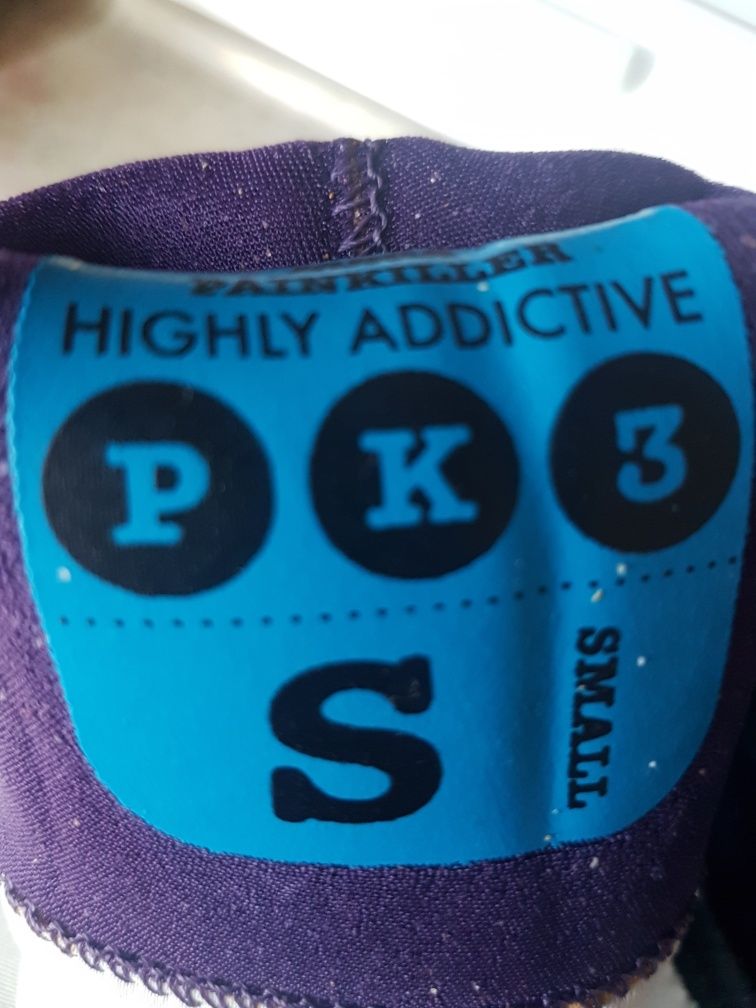 PAINKILLER
HIGHLY ADDICTIVE
P K 3
S
SMALL